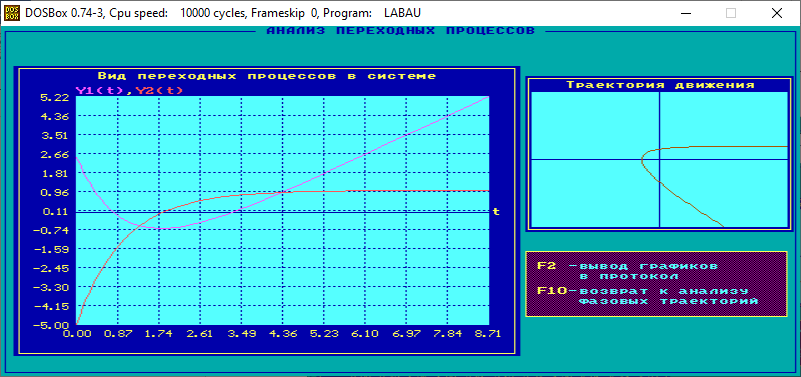 DOSBox 0.74-3, Cpu speed: 10000 cycles, Frameskip 0, Program: LABAU
АНАЛИЗ ПЕРЕХОДНЫХ ПРОЦЕССОВ
Вид переходных процессов в системе
Y1(t),Y2(t)
5.22
4.36
3.51
2.66
1.81
0.96
0.11
-0.74
-1.59
-2.45
-3.30
-4.15
-5.00
t
0.00 0.87 1.74 2.61 3.49 4.36 5.23 6.10 6.97 7.84 8.71
Траектория движения
F2 -вывод графиков
в протокол
F10-возврат к анализу
фазовых траекторий